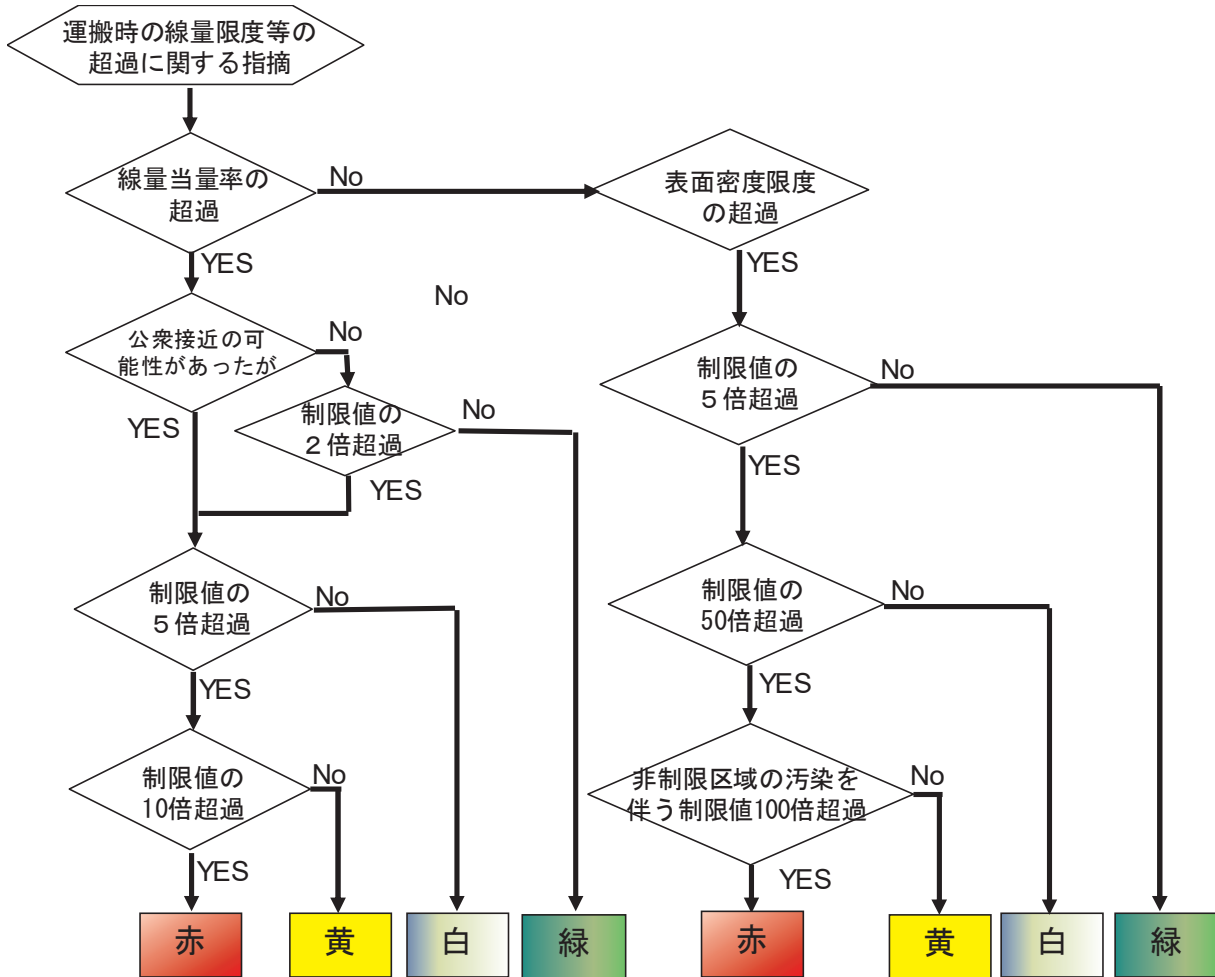 運搬時の線量限度等の
超過に関する指摘
線量当量率の
超過
No
表面密度限度
の超過
YES
YES
No
公衆接近の可
能性があったが
No
制限値の
５倍超過
No
YES
制限値の
２倍超過
No
YES
YES
制限値の
５倍超過
No
制限値の
50倍超過
No
YES
YES
制限値の
10倍超過
No
非制限区域の汚染を
伴う制限値100倍超過
No
YES
YES
赤
黄
白
緑
赤
黄
白
緑